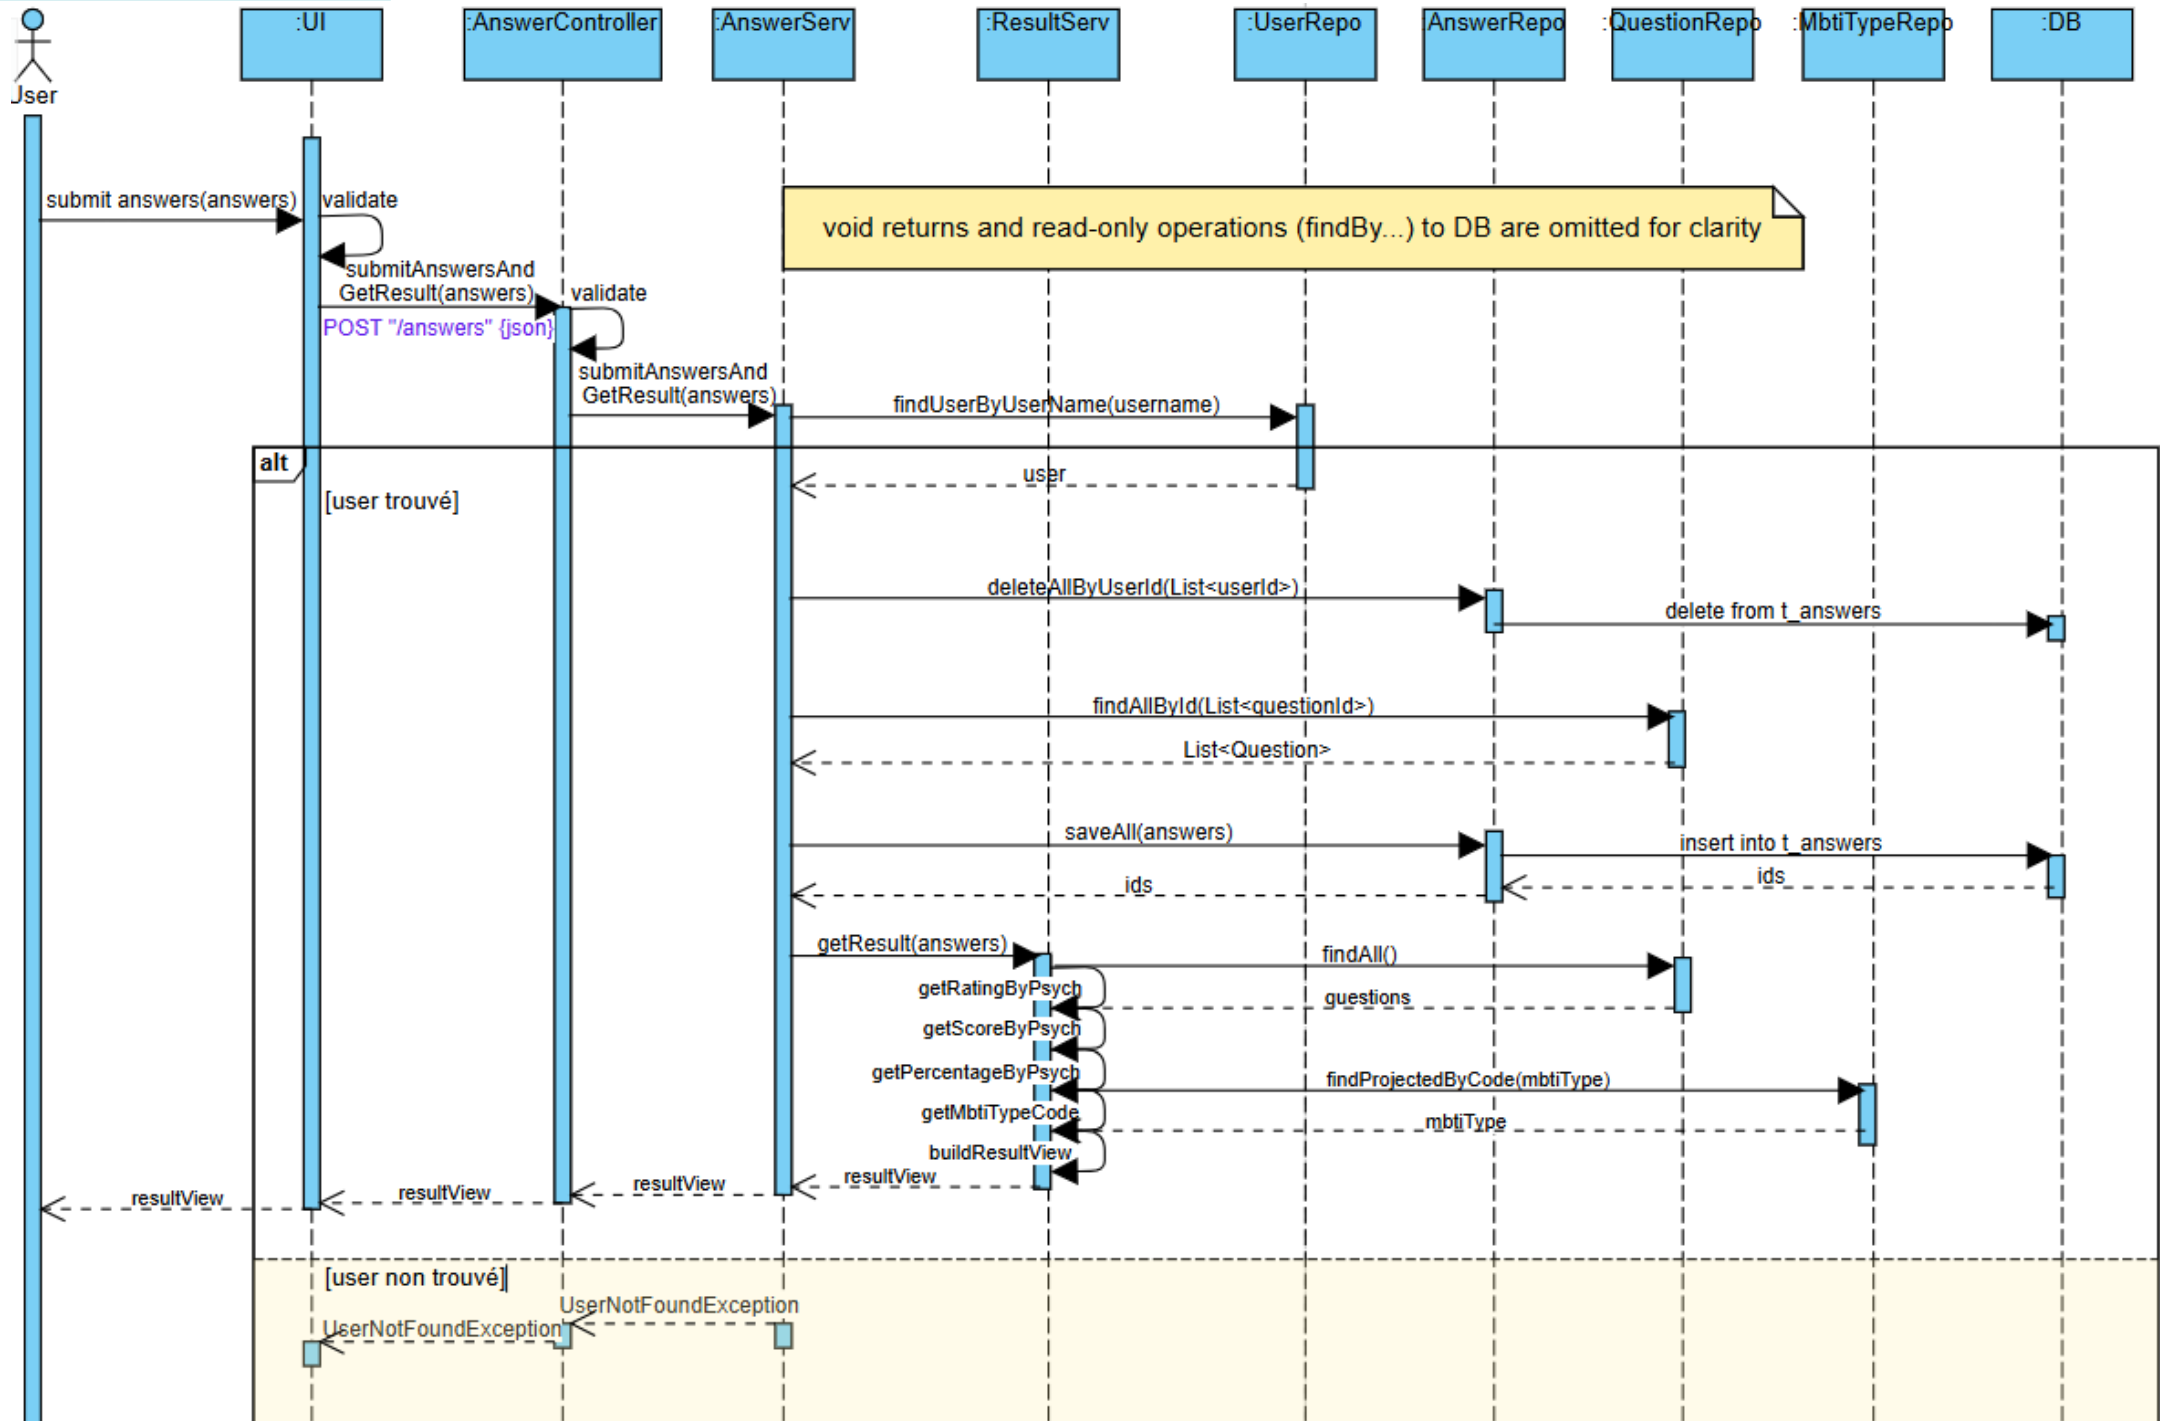 :UI
:AnswerController
:AnswerServ
:ResultServ
:UserRepo
:AnswerRepo
:QuestionRepo
:MbtiTypeRepo
:DB
User
submit answers(answers)
validate
void returns and read-only operations (findBy...) to DB are omitted for clarity
submitAnswersAnd
GetResult(answers)
validate
POST "/answers" {json}
submitAnswersAnd
GetResult(answers)
findUserByUserName(username)
alt
user
[user trouvé]
deleteAllByUserId(List<userId>)
delete from t_answers
findAllById(List<questionId>)
List<Question>
saveAll(answers)
insert into t_answers
ids
ids
getResult(answers)
findAll()
getRatingByPsych
questions
getScoreByPsych
getPercentageByPsych
findProjectedByCode(mbtiType)
getMbtiTypeCode
mbtiType
buildResultView
resultView
resultView
resultView
resultView
[user non trouvé]
UserNotFoundException
UserNotFoundException